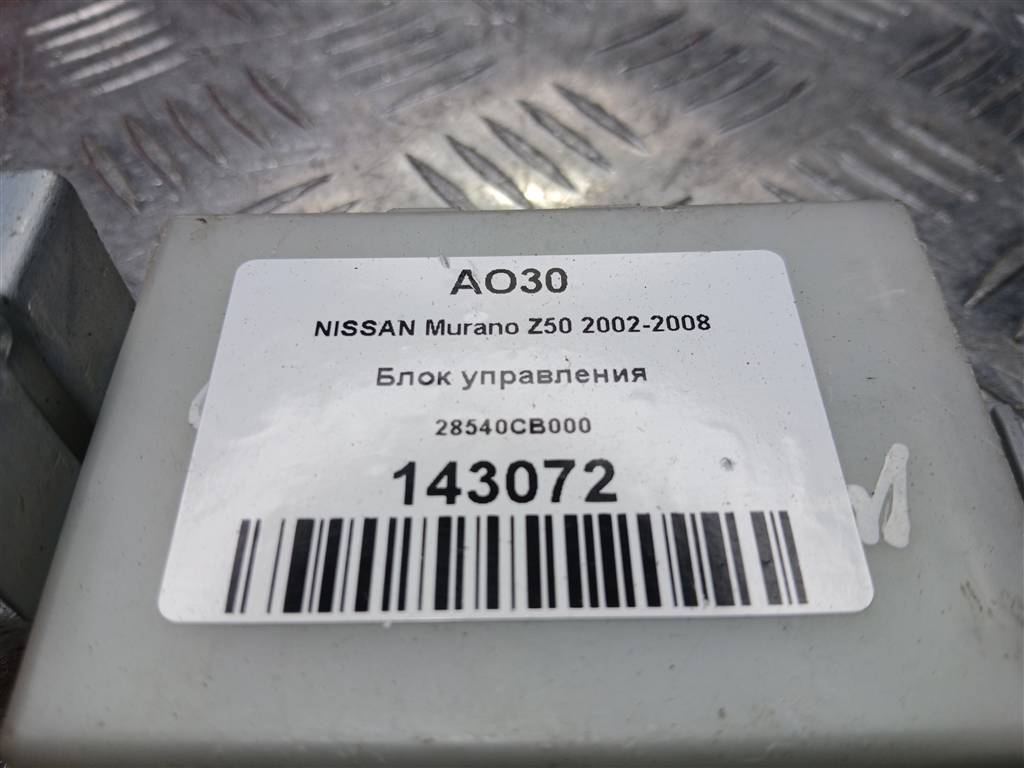 AO30
NISSAN Murano Z50 2002-2008
Блок управления
28540CB000
143072